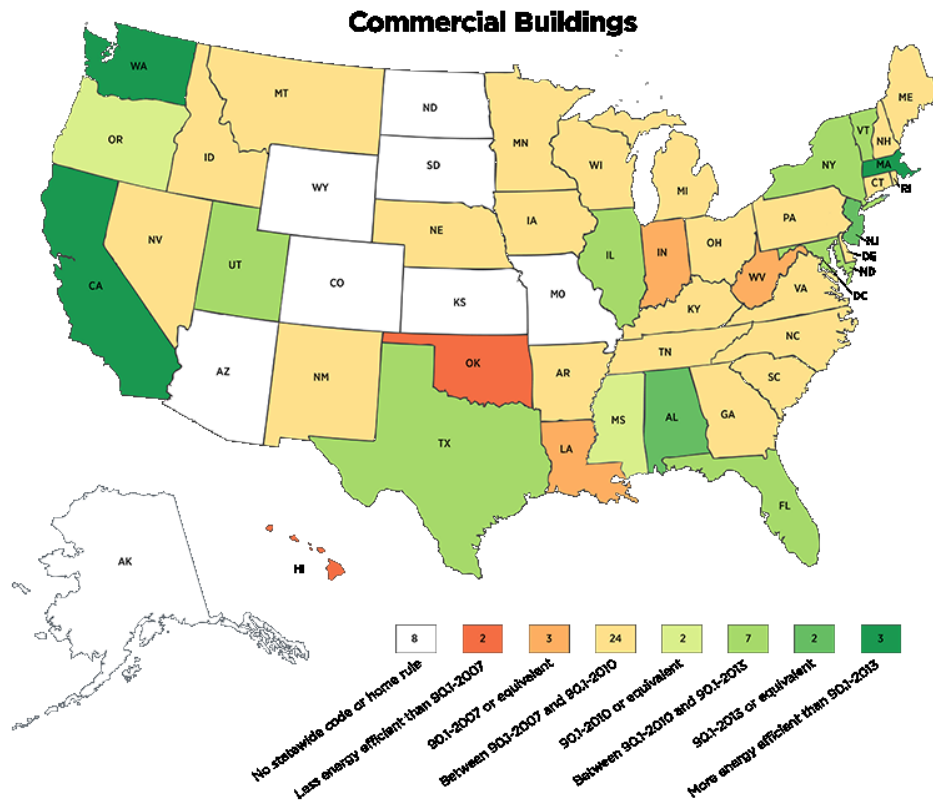 Commercial Buildings
WA
MT
ND
ME
OR
ID
MN
VT
NH
SD
WI
NY
MA
WY
MI
CT
RI
IA
PA
NE
NV
OH
NJ
UT
IL
IN
DE
CO
WV
MD
KS
MO
VA
DC
CA
KY
NC
TN
AZ
NM
OK
AR
SC
MS
AL
GA
TX
LA
FL
AK
HI
8
2
3
24
2
7
2
3
No statewide code or home rule
Less energy efficient than 90.1-2007
90.1-2007 or equivalent
Between 90.1-2007 and 90.1-2010
90.1-2010 or equivalent
Between 90.1-2010 and 90.1-2013
90.1-2013 or equivalent
More energy efficient than 90.1-2013